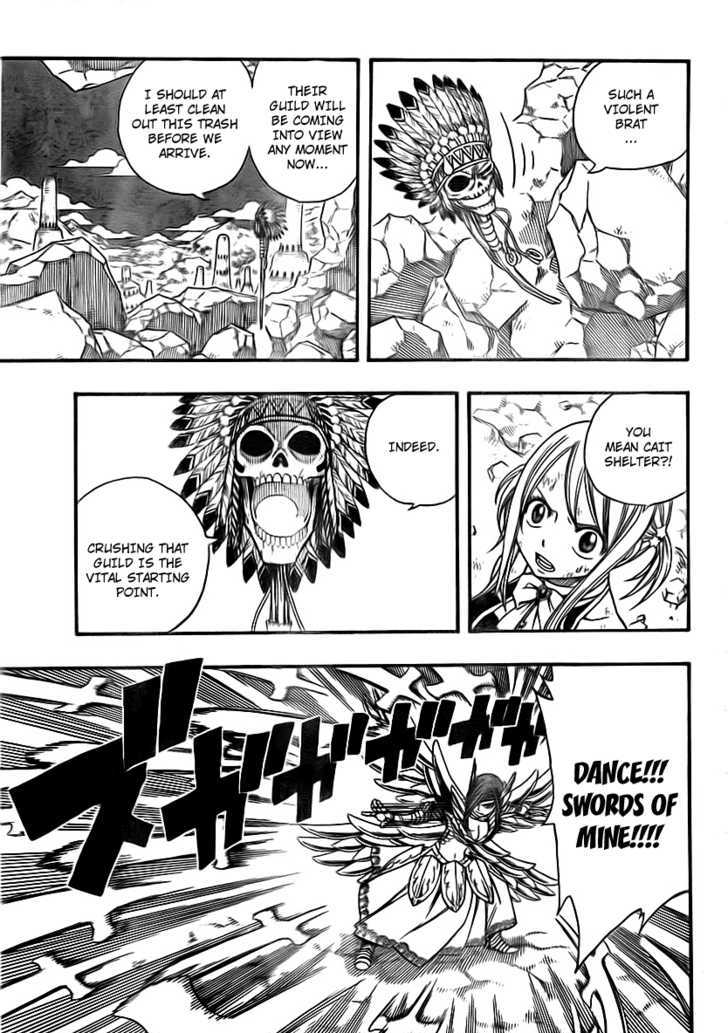 SUCH A
VIOLENT
BRAT
...
THEIR
GUILD WILL
BE COMING
INTO VIEW
ANY MOMENT
NOW...
I SHOULD AT
LEAST CLEAN
OUT THIS TRASH
BEFORE WE
ARRIVE.
YOU
MEAN CAIT
SHELTER?!
INDEED.
CRUSHING THAT
GUILD IS THE
VITAL STARTING
POINT.
DANCE!!!
SWORDS OF
MINE!!!!
ズガガガガガ